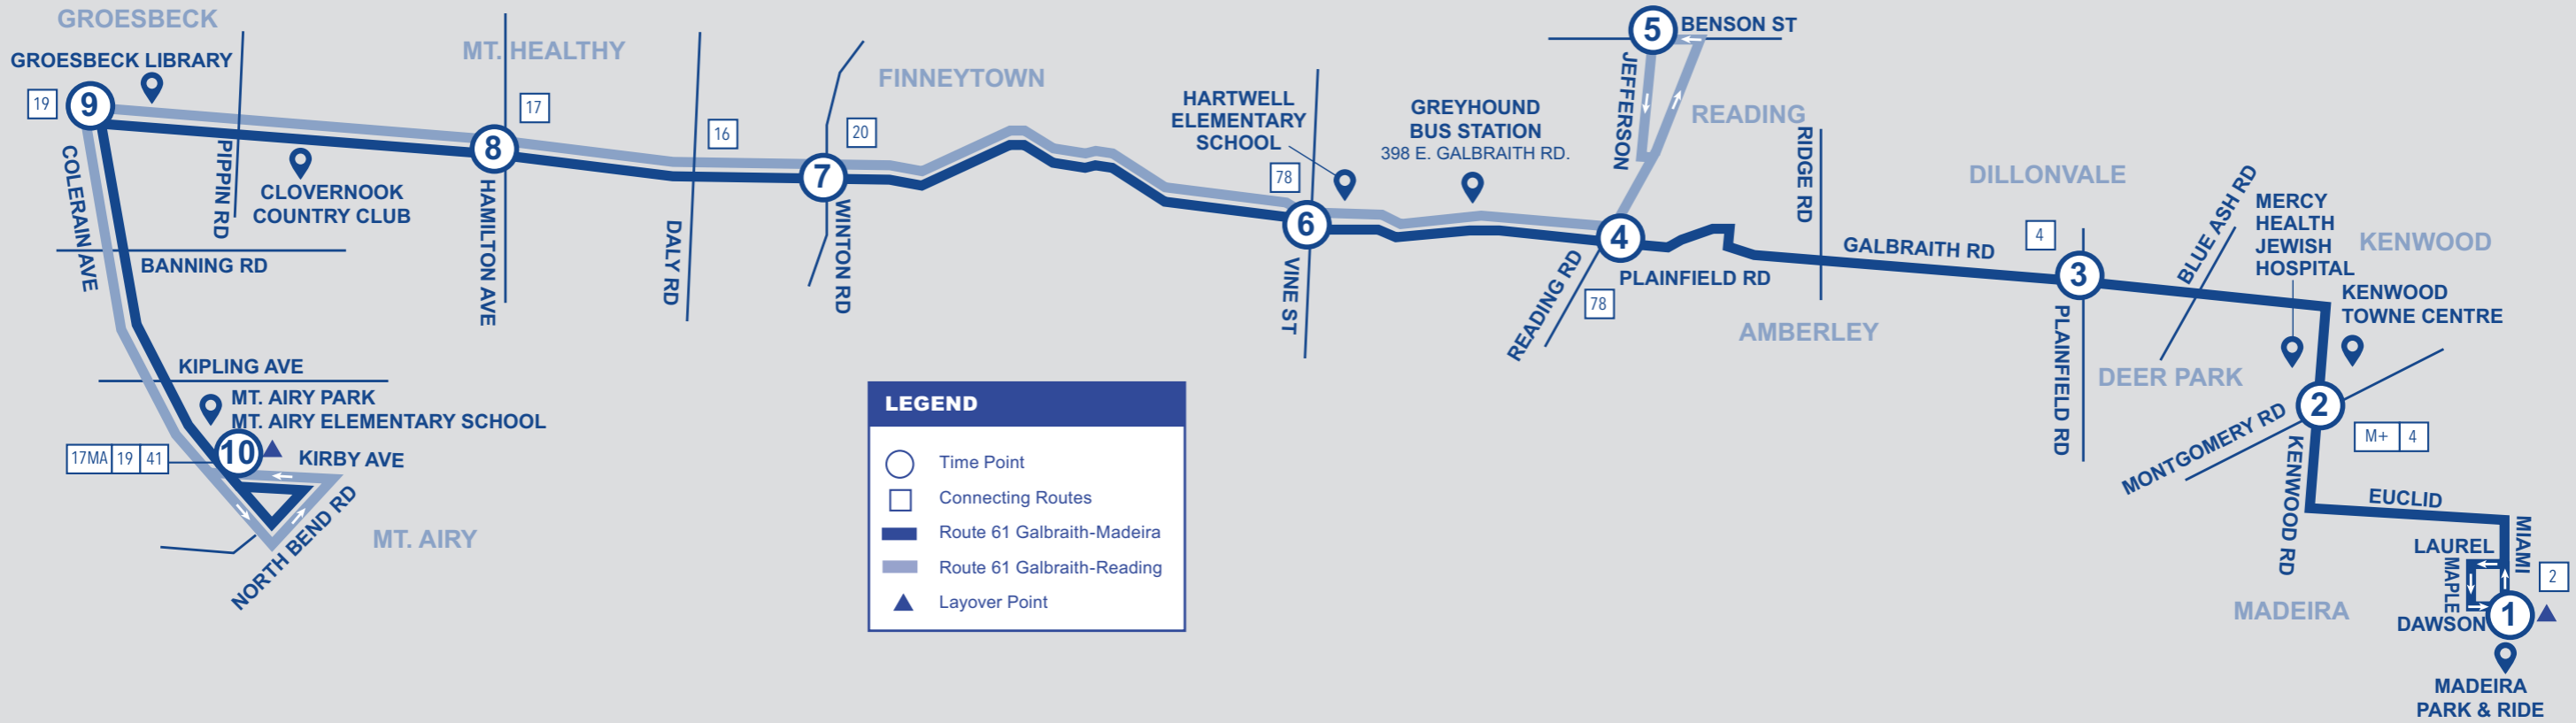 GROESBECK
GROESBECK LIBRARY
19
9
COLERAIN AVE
PIPPIN RD
CLOVERNOOK
COUNTRY CLUB
BANNING RD
KIPLING AVE
MT. AIRY PARK
MT. AIRY ELEMENTARY SCHOOL
17MA
19
41
10
KIRBY AVE
NORTH BEND RD
MT. AIRY
MT. HEALTHY
17
8
HAMILTON AVE
16
DALY RD
20
7
WINTON RD
FINNEYTOWN
HARTWELL
ELEMENTARY
SCHOOL
78
6
VINE ST
GREYHOUND
BUS STATION
398 E. GALBRAITH RD.
5
BENSON ST
JEFFERSON
READING
4
READING RD
78
PLAINFIELD RD
RIDGE RD
GALBRAITH RD
AMBERLEY
DILLONVALE
4
3
PLAINFIELD RD
BLUE ASH RD
DEER PARK
MERCY
HEALTH
JEWISH
HOSPITAL
KENWOOD
KENWOOD
TOWNE CENTRE
2
MONTGOMERY RD
M+
4
KENWOOD RD
EUCLID
MIAMI
LAUREL
MAPLE
2
DAWSON
1
MADEIRA
MADEIRA
PARK & RIDE
LEGEND
Time Point
Connecting Routes
Route 61 Galbraith-Madeira
Route 61 Galbraith-Reading
Layover Point